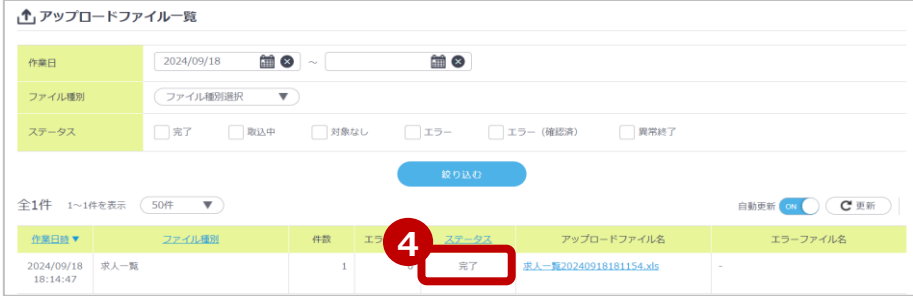 アップロードファイル一覧
作業日 2024/09/18 ~
ファイル種別 ファイル種別選択 ▼
ステータス 完了 取込中 対象なし エラー エラー（確認済） 異常終了
絞り込む
全1件 1~1件を表示 50件 ▼ 自動更新 ON 更新
作業日時▼ ファイル種別 件数 エラ 4 ステータス アップロードファイル名 エラーファイル名
2024/09/18 求人一覧 1 0 完了 求人一覧20240918181154.xls -
18:14:47